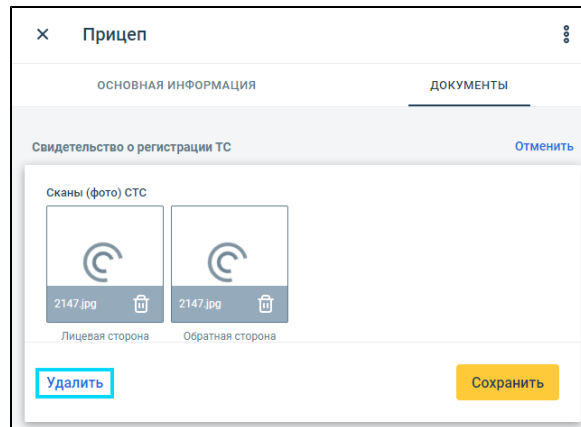 Прицеп
ОСНОВНАЯ ИНФОРМАЦИЯ ДОКУМЕНТЫ
Свидетельство о регистрации ТС Отменить
Сканы (фото) СТС
2147.jpg 2147.jpg
Лицевая сторона Обратная сторона
Удалить Сохранить